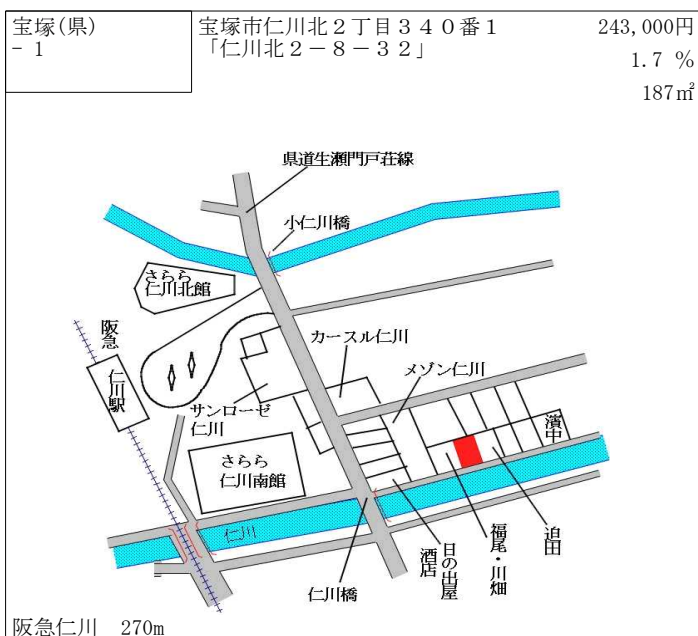 宝塚(県)
- 1
宝塚市仁川北２丁目３４０番１
「仁川北２－８－３２」
243,000円
1.7 %
187㎡
県道生瀬門戸荘線
小仁川橋
さらら
仁川北館
阪急
仁川駅
カースル仁川
メゾン仁川
サンローゼ
仁川
さらら
仁川南館
濱中
仁川
仁川橋
日の出屋
酒店
福尾・川畑
迫田
阪急仁川　270m